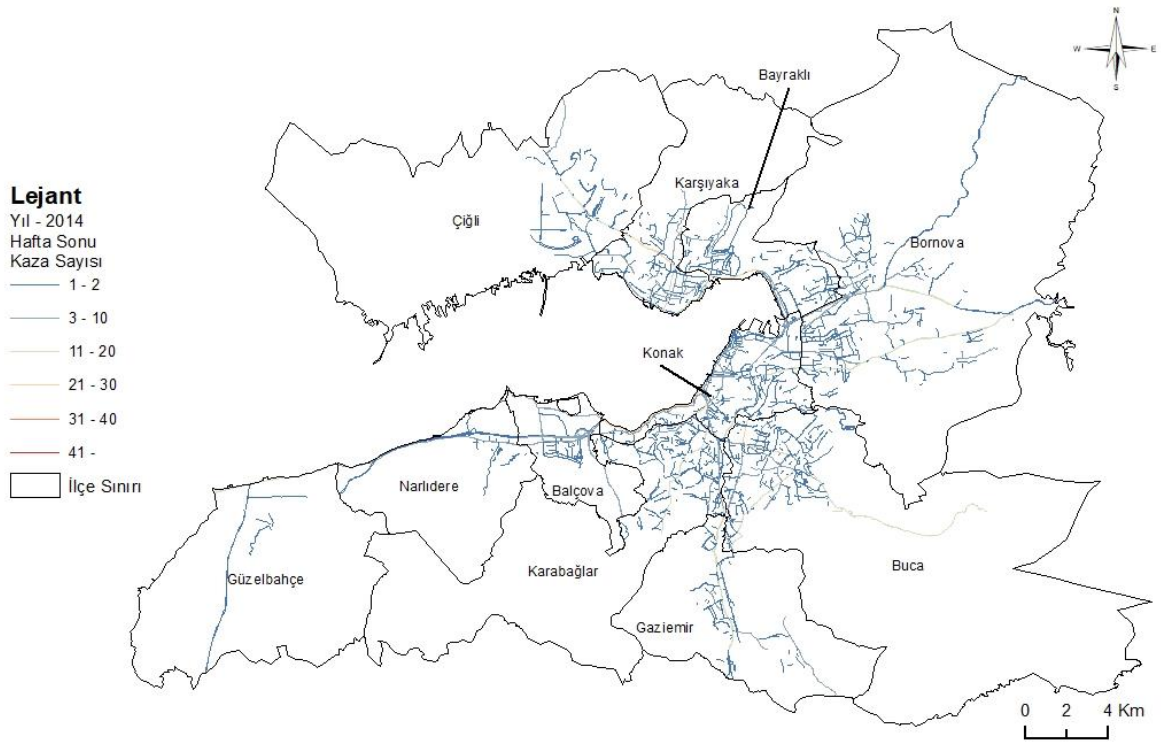 N
W E
S
Bayraklı
Karşıyaka
Çiğli
Bornova
Lejant
Yıl - 2014
Hafta Sonu
Kaza Sayısı
1 - 2
3 - 10
11 - 20
21 - 30
31 - 40
41 -
İlçe Sınırı
Konak
Narlıdere
Balçova
Güzelbahçe
Karabağlar
Buca
Gaziemir
0 2 4 Km